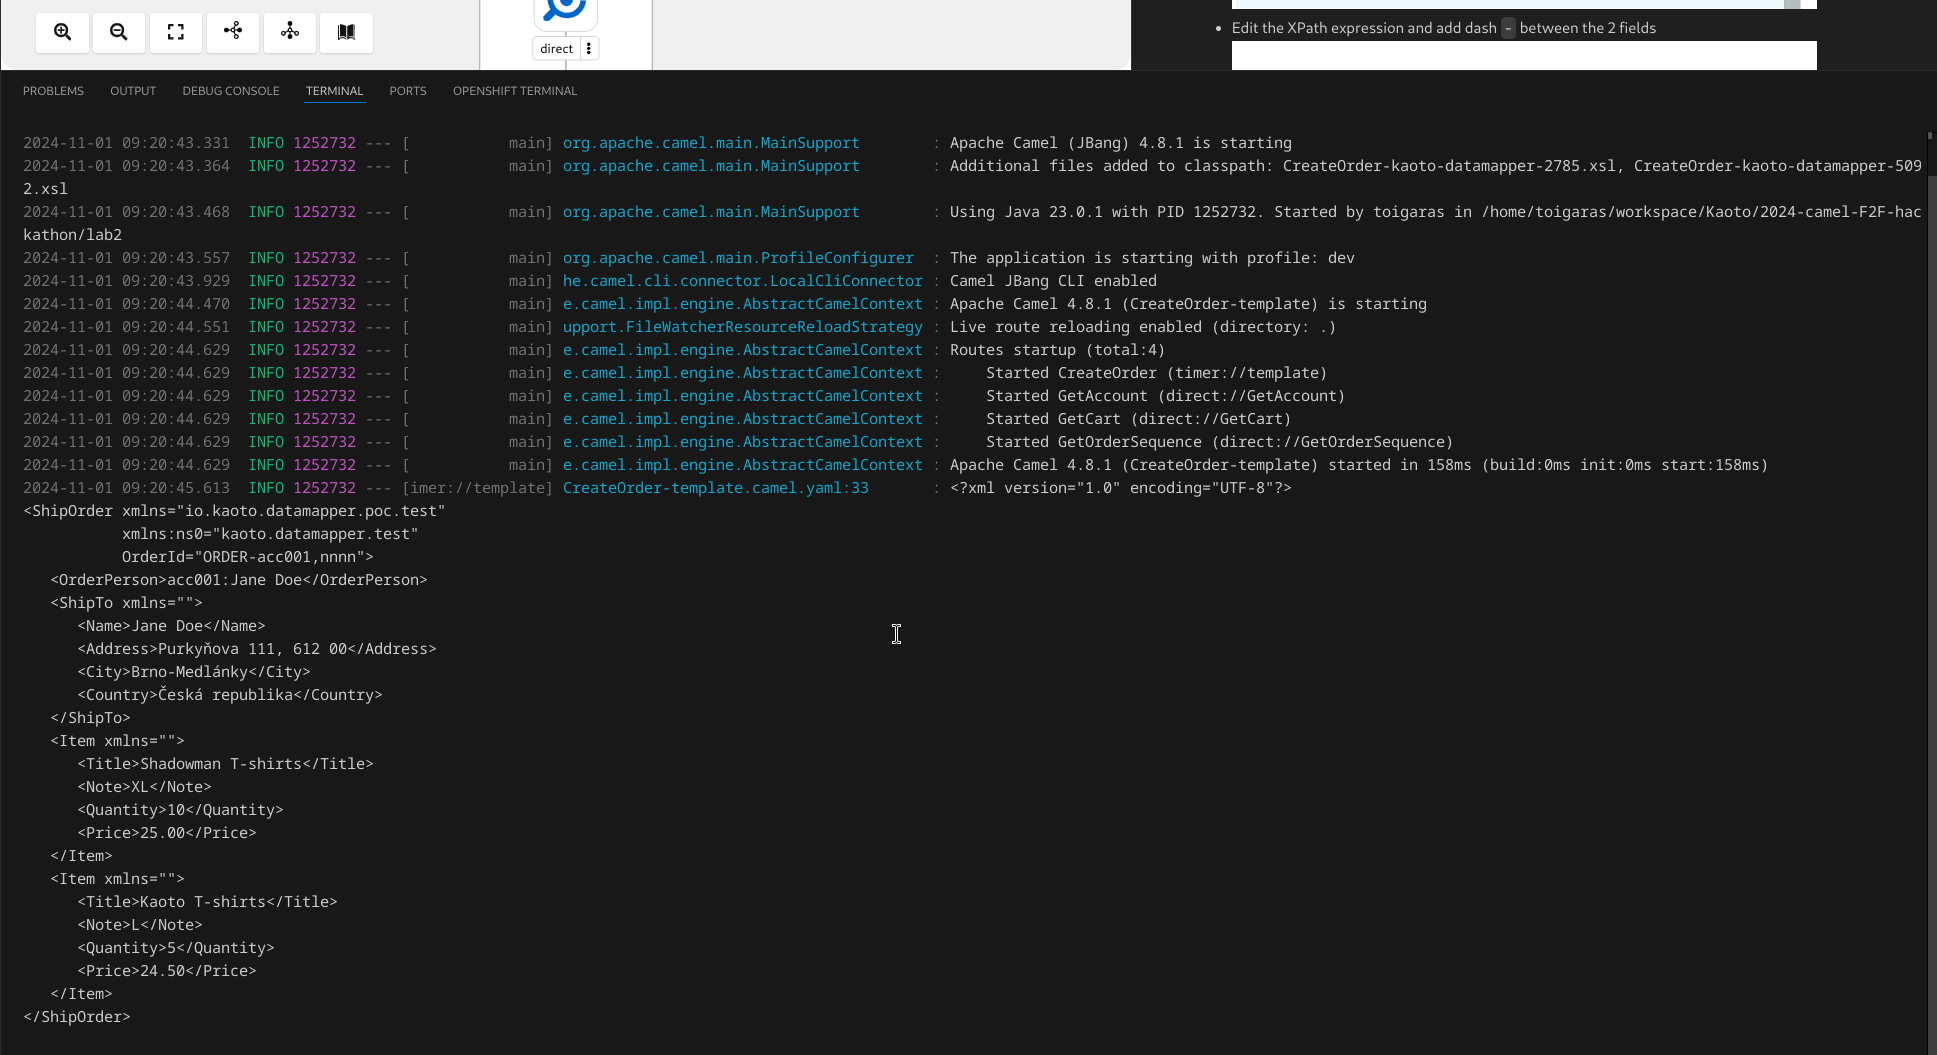 direct
Edit the XPath expression and add dash - between the 2 fields
PROBLEMS OUTPUT DEBUG CONSOLE TERMINAL PORTS OPENSHIFT TERMINAL
2024-11-01 09:20:43.331  INFO 1252732 --- [           main] org.apache.camel.main.MainSupport        : Apache Camel (JBang) 4.8.1 is starting
2024-11-01 09:20:43.364  INFO 1252732 --- [           main] org.apache.camel.main.MainSupport        : Additional files added to classpath: CreateOrder-kaoto-datamapper-2785.xsl, CreateOrder-kaoto-datamapper-509
2.xsl
2024-11-01 09:20:43.468  INFO 1252732 --- [           main] org.apache.camel.main.MainSupport        : Using Java 23.0.1 with PID 1252732. Started by toigaras in /home/toigaras/workspace/Kaoto/2024-camel-F2F-hac
kathon/lab2
2024-11-01 09:20:43.557  INFO 1252732 --- [           main] org.apache.camel.main.ProfileConfigurer  : The application is starting with profile: dev
2024-11-01 09:20:43.929  INFO 1252732 --- [           main] he.camel.cli.connector.LocalCliConnector : Camel JBang CLI enabled
2024-11-01 09:20:44.470  INFO 1252732 --- [           main] e.camel.impl.engine.AbstractCamelContext : Apache Camel 4.8.1 (CreateOrder-template) is starting
2024-11-01 09:20:44.551  INFO 1252732 --- [           main] upport.FileWatcherResourceReloadStrategy : Live route reloading enabled (directory: .)
2024-11-01 09:20:44.629  INFO 1252732 --- [           main] e.camel.impl.engine.AbstractCamelContext : Routes startup (total:4)
2024-11-01 09:20:44.629  INFO 1252732 --- [           main] e.camel.impl.engine.AbstractCamelContext :     Started CreateOrder (timer://template)
2024-11-01 09:20:44.629  INFO 1252732 --- [           main] e.camel.impl.engine.AbstractCamelContext :     Started GetAccount (direct://GetAccount)
2024-11-01 09:20:44.629  INFO 1252732 --- [           main] e.camel.impl.engine.AbstractCamelContext :     Started GetCart (direct://GetCart)
2024-11-01 09:20:44.629  INFO 1252732 --- [           main] e.camel.impl.engine.AbstractCamelContext :     Started GetOrderSequence (direct://GetOrderSequence)
2024-11-01 09:20:44.629  INFO 1252732 --- [           main] e.camel.impl.engine.AbstractCamelContext : Apache Camel 4.8.1 (CreateOrder-template) started in 158ms (build:0ms init:0ms start:158ms)
2024-11-01 09:20:45.613  INFO 1252732 --- [imer://template] CreateOrder-template.camel.yaml:33       : <?xml version="1.0" encoding="UTF-8"?>
<ShipOrder xmlns="io.kaoto.datamapper.poc.test"
           xmlns:ns0="kaoto.datamapper.test"
           OrderId="ORDER-acc001,nnnn">
   <OrderPerson>acc001:Jane Doe</OrderPerson>
   <ShipTo xmlns="">
      <Name>Jane Doe</Name>
      <Address>Purkyňova 111, 612 00</Address>
      <City>Brno-Medlánky</City>
      <Country>Česká republika</Country>
   </ShipTo>
   <Item xmlns="">
      <Title>Shadowman T-shirts</Title>
      <Note>XL</Note>
      <Quantity>10</Quantity>
      <Price>25.00</Price>
   </Item>
   <Item xmlns="">
      <Title>Kaoto T-shirts</Title>
      <Note>L</Note>
      <Quantity>5</Quantity>
      <Price>24.50</Price>
   </Item>
</ShipOrder>